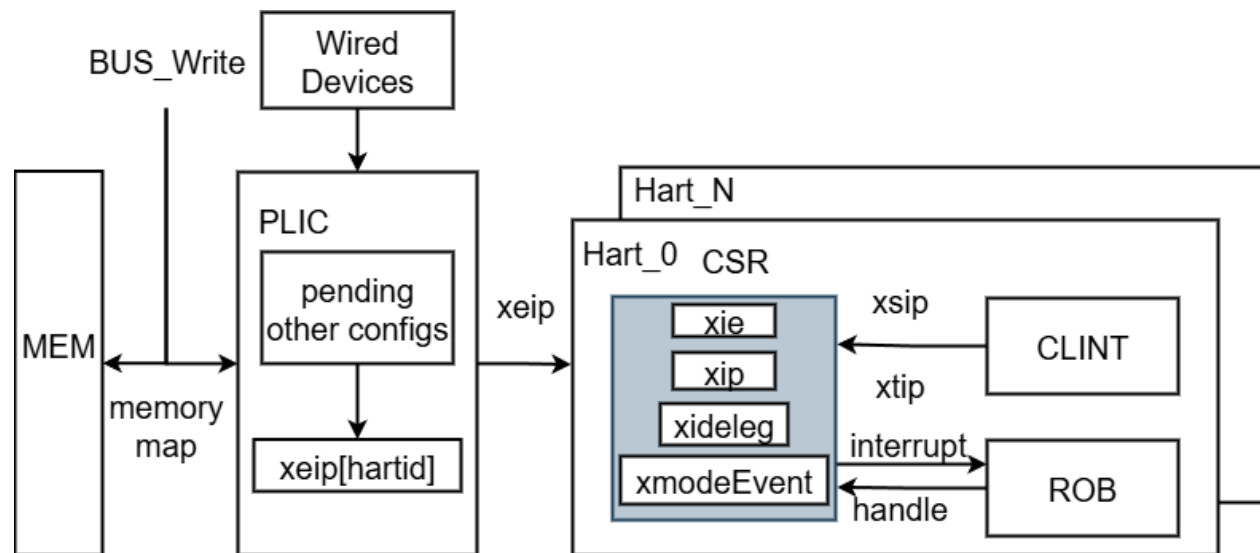 BUS_Write
Wired
Devices
MEM
memory
map
PLIC
pending
other configs
xeip[hartid]
xeip
Hart_N
Hart_0
CSR
xie
xip
xideleg
xmodeEvent
xsip
xtip
CLINT
interrupt
handle
ROB